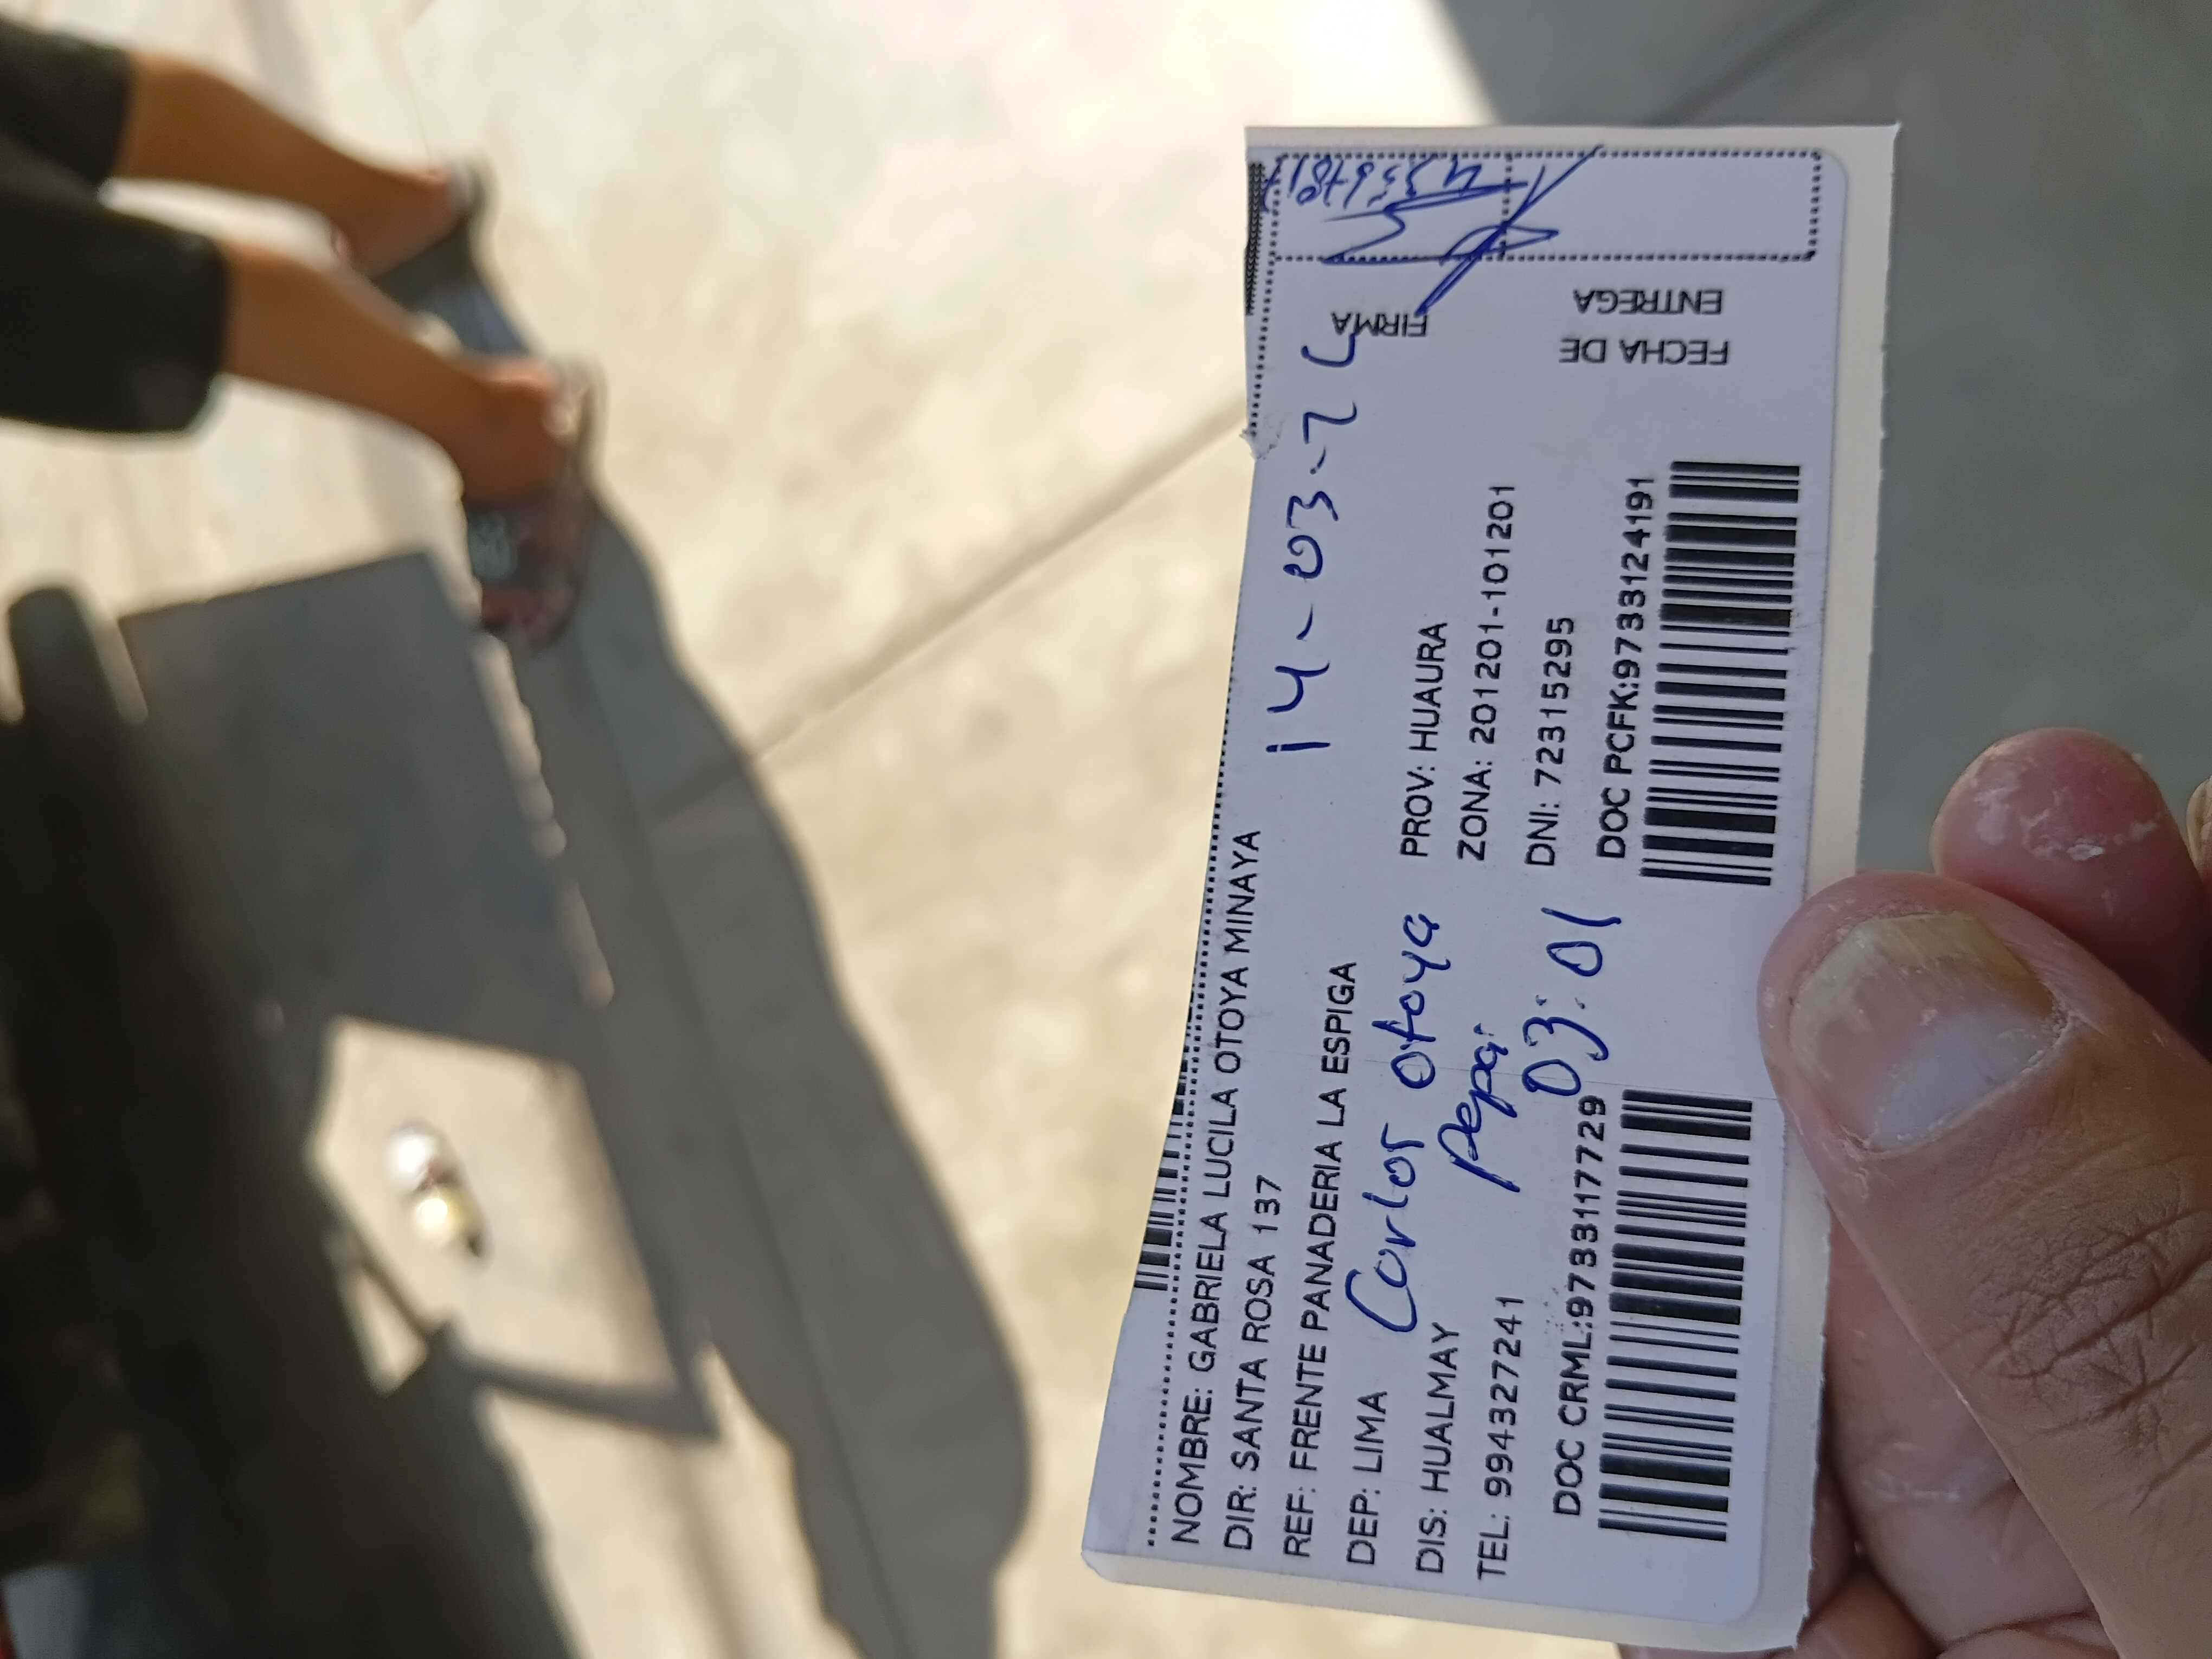 NOMBRE: GABRIELA LUCILA OTOYA MINAYA
DIR: SANTA ROSA 137
14-03-24
REF: FRENTE PANADERIA LA ESPIGA
DEP: LIMA
Carlos Otoya
PROV: HUAURA
DIS: HUALMAY
Papá
ZONA: 201201-101201
TEL: 994327241
03:01
DNI: 72315295
DOC CRML:9733117729
DOC PCFK:9733124191
FIRMA
FECHA DE
ENTREGA